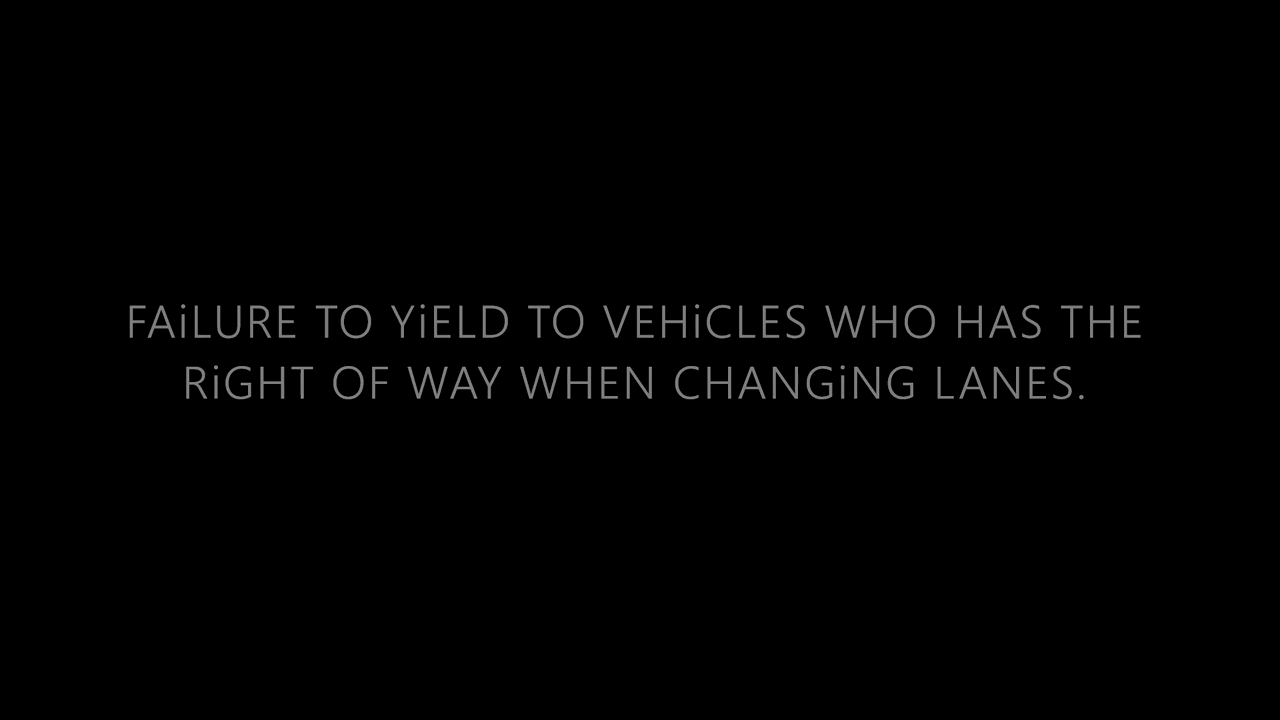 FAiLURE TO YiELD TO VEHiCLES WHO HAS THE
RiGHT OF WAY WHEN CHANGiNG LANES.